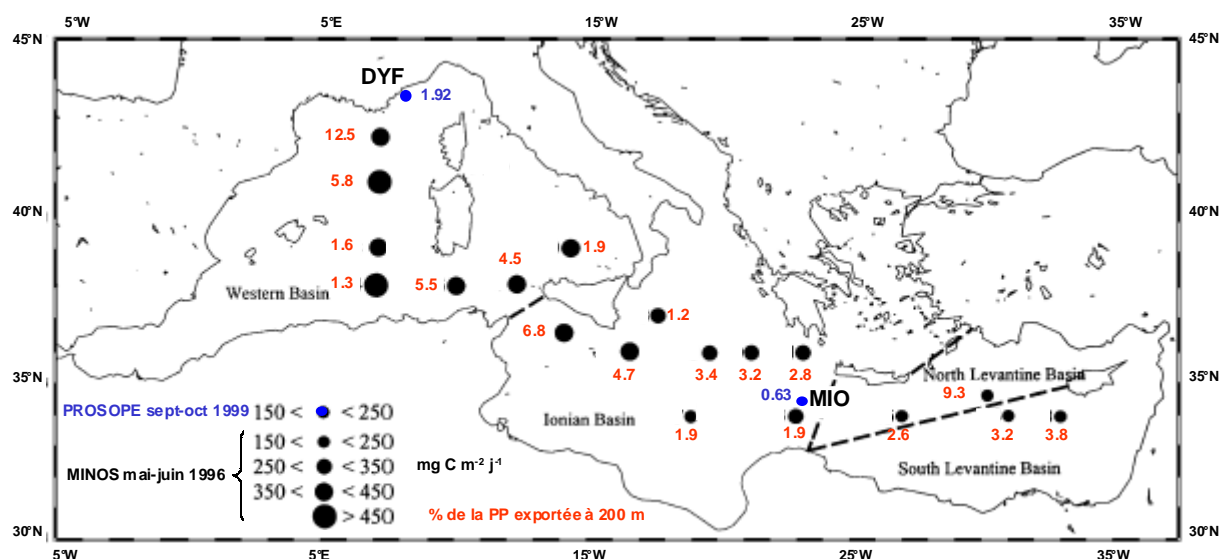 5°W 5°E 15°W 25°W 35°W
45°N 45°N
DYF
1.92
12.5
5.8
40°N 40°N
1.6
1.9
4.5
1.3
5.5
Western Basin
1.2
6.8
4.7
3.4
3.2
2.8
35°N 35°N
North Levantine Basin
9.3
0.63
MIO
PROSOPE sept-oct 1999 150 < < 250
Ionian Basin
1.9
1.9
2.6
3.2
3.8
150 < < 250
MINOS mai-juin 1996
250 < < 350
mg C m⁻² j⁻¹
350 < < 450
South Levantine Basin
> 450
% de la PP exportée à 200 m
30°N 30°N
5°W 5°E 15°W 25°W 35°W